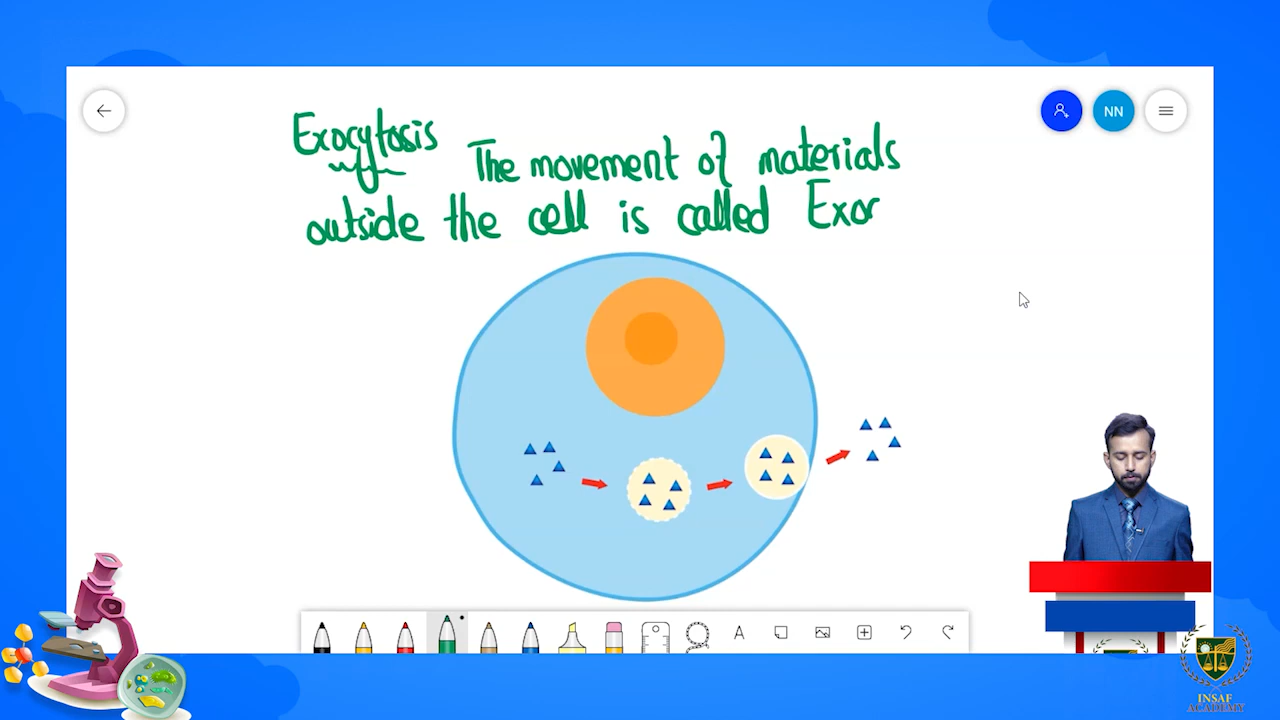 Exocytosis The movement of materials
outside the cell is called Exo
NN
A
INSAF
ACADEMY